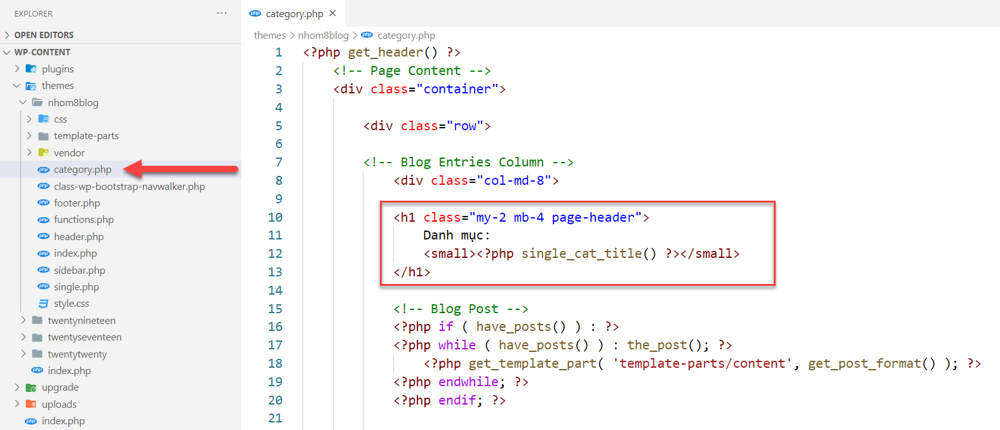 EXPLORER
OPEN EDITORS
WP-CONTENT
plugins
themes
nhom8blog
css
template-parts
vendor
category.php
class-wp-bootstrap-navwalker.php
footer.php
functions.php
header.php
index.php
sidebar.php
single.php
style.css
twentynineteen
twentyseventeen
twentytwenty
index.php
upgrade
uploads
index.php
category.php
themes > nhom8blog > category.php
1 <?php get_header() ?>
2 <!-- Page Content -->
3 <div class="container">
4
5 <div class="row">
6
7 <!-- Blog Entries Column -->
8 <div class="col-md-8">
9
10 <h1 class="my-2 mb-4 page-header">
11 Danh mục:
12 <small><?php single_cat_title() ?></small>
13 </h1>
14
15 <!-- Blog Post -->
16 <?php if ( have_posts() ) : ?>
17 <?php while ( have_posts() ) : the_post(); ?>
18 <?php get_template_part( 'template-parts/content', get_post_format() ); ?>
19 <?php endwhile; ?>
20 <?php endif; ?>
21